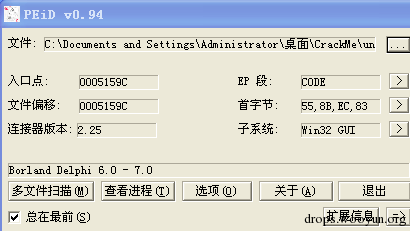 PEiD v0.94
文件: C:\Documents and Settings\Administrator\桌面\CrackMe\un ...
入口点: 0005159C EP 段: CODE >
文件偏移: 0005159C 首字节: 55,8B,EC,83 >
连接器版本: 2.25 子系统: Win32 GUI >
Borland Delphi 6.0 - 7.0
多文件扫描(M) 查看进程(T) 选项(O) 关于(A) 退出
总在最前(S) 扩展信息 =>
drops.wooyun.org